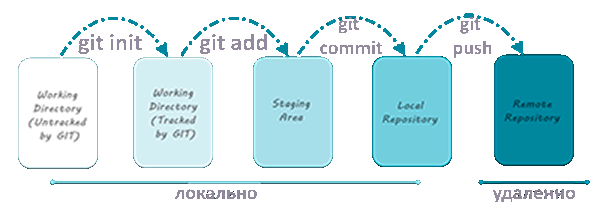 git init
git add
git
commit
git
push
Working
Directory
(Untracked
by GIT)
Working
Directory
(Tracked
by GIT)
Staging
Area
Local
Repository
Remote
Repository
локально
удаленно